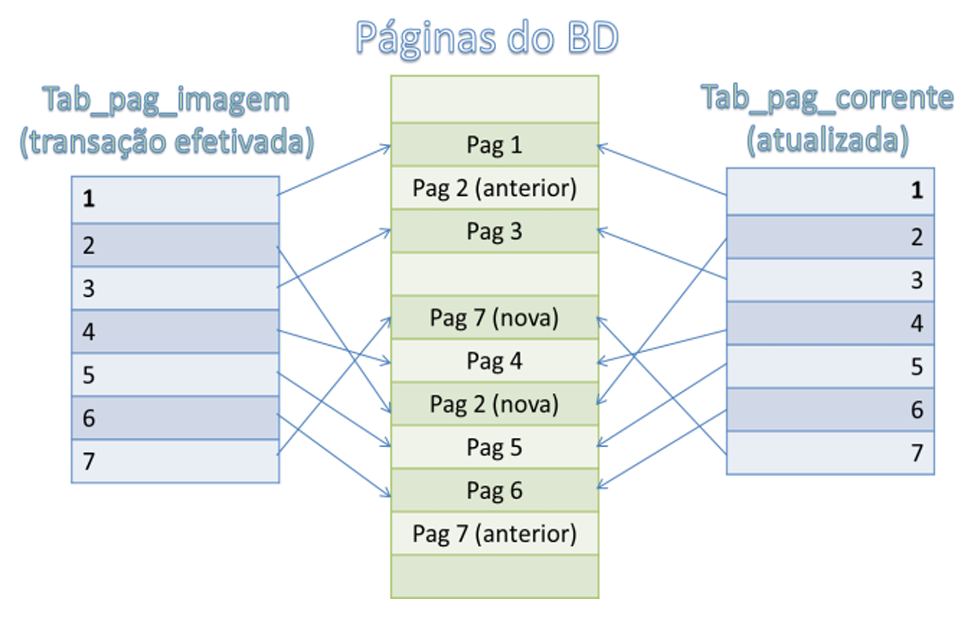 Páginas do BD
Tab_pag_imagem
(transação efetivada)
1
2
3
4
5
6
7
Pag 1
Pag 2 (anterior)
Pag 3
Pag 7 (nova)
Pag 4
Pag 2 (nova)
Pag 5
Pag 6
Pag 7 (anterior)
Tab_pag_corrente
(atualizada)
1
2
3
4
5
6
7